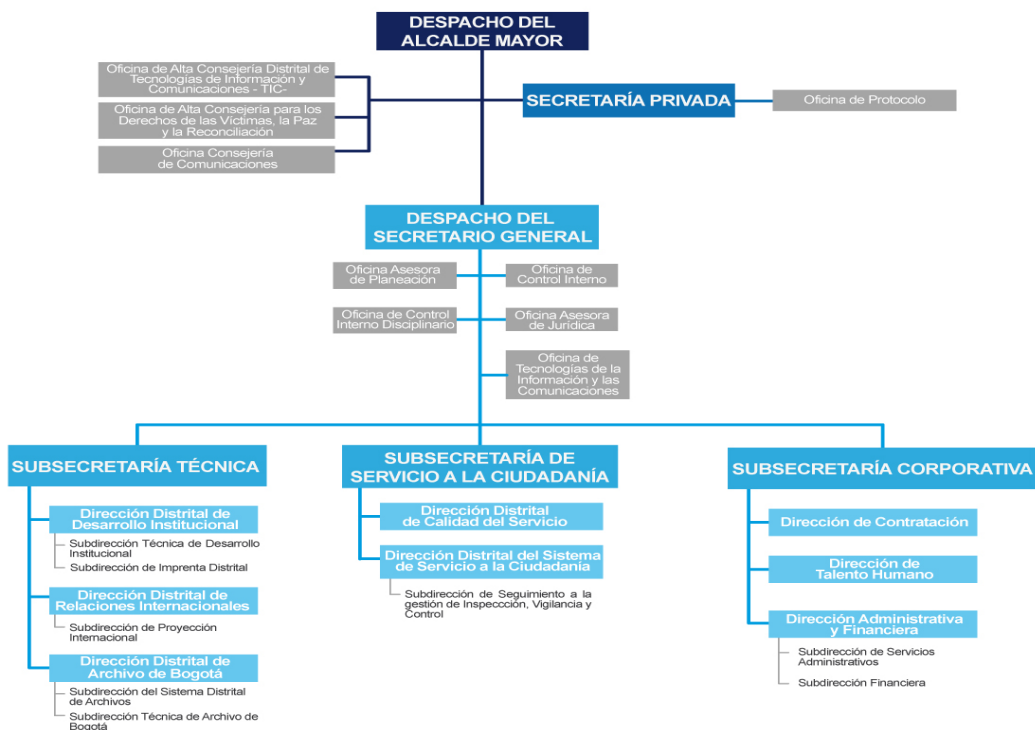 DESPACHO DEL
ALCALDE MAYOR
Oficina de Alta Consejería Distrital de
Tecnologías de Información y
Comunicaciones - TIC-
Oficina de Alta Consejería para los
Derechos de las Víctimas, la Paz
y la Reconciliación
Oficina Consejería
de Comunicaciones
SECRETARÍA PRIVADA
Oficina de Protocolo
DESPACHO DEL
SECRETARIO GENERAL
Oficina Asesora
de Planeación
Oficina de
Control Interno
Oficina de Control
Interno Disciplinario
Oficina Asesora
de Jurídica
Oficina de
Tecnologías de la
Información y las
Comunicaciones
SUBSECRETARÍA TÉCNICA
Dirección Distrital de
Desarrollo Institucional
Subdirección Técnica de Desarrollo
Institucional
Subdirección de Imprenta Distrital
Dirección Distrital de
Relaciones Internacionales
Subdirección de Proyección
Internacional
Dirección Distrital de
Archivo de Bogotá
Subdirección del Sistema Distrital
de Archivos
Subdirección Técnica de Archivo de
Bogotá
SUBSECRETARÍA DE
SERVICIO A LA CIUDADANÍA
Dirección Distrital
de Calidad del Servicio
Dirección Distrital del Sistema
de Servicio a la Ciudadanía
Subdirección de Seguimiento a la
gestión de Inspeccción, Vigilancia y
Control
SUBSECRETARÍA CORPORATIVA
Dirección de Contratación
Dirección de
Talento Humano
Dirección Administrativa
y Financiera
Subdirección de Servicios
Administrativos
Subdirección Financiera